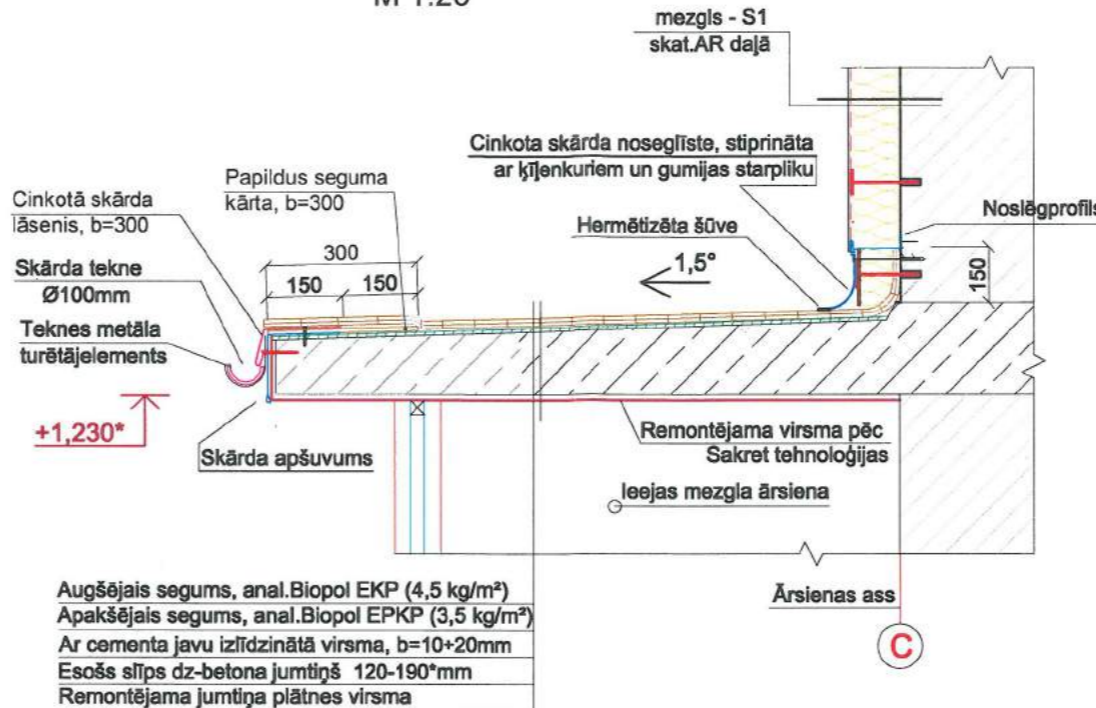 mezgls - S1
skat.AR daļā
Cinkota skārda nosegliste, stiprināta
ar ķīļenkuriem un gumijas starpliku
Papildus seguma
kārta, b=300
Cinkotā skārda
lāsenis, b=300
Noslēgprofils
Hermētizēta šūve
300
1,5°
Skārda tekne
Ø100mm
150
150
150
Teknes metāla
turētājelements
+1,230*
Remontējama virsma pēc
Sakret tehnoloģijas
Skārda apšuvums
Ieejas mezgla ārsiena
Augšējais segums, anal.Biopol EKP (4,5 kg/m²)
Apakšējais segums, anal.Biopol EPKP (3,5 kg/m²)
Ar cementa javu izlīdzinātā virsma, b=10÷20mm
Esošs slīps dz-betona jumtiņš 120-190*mm
Remontējama jumtiņa plātnes virsma
Ārsienas ass
C